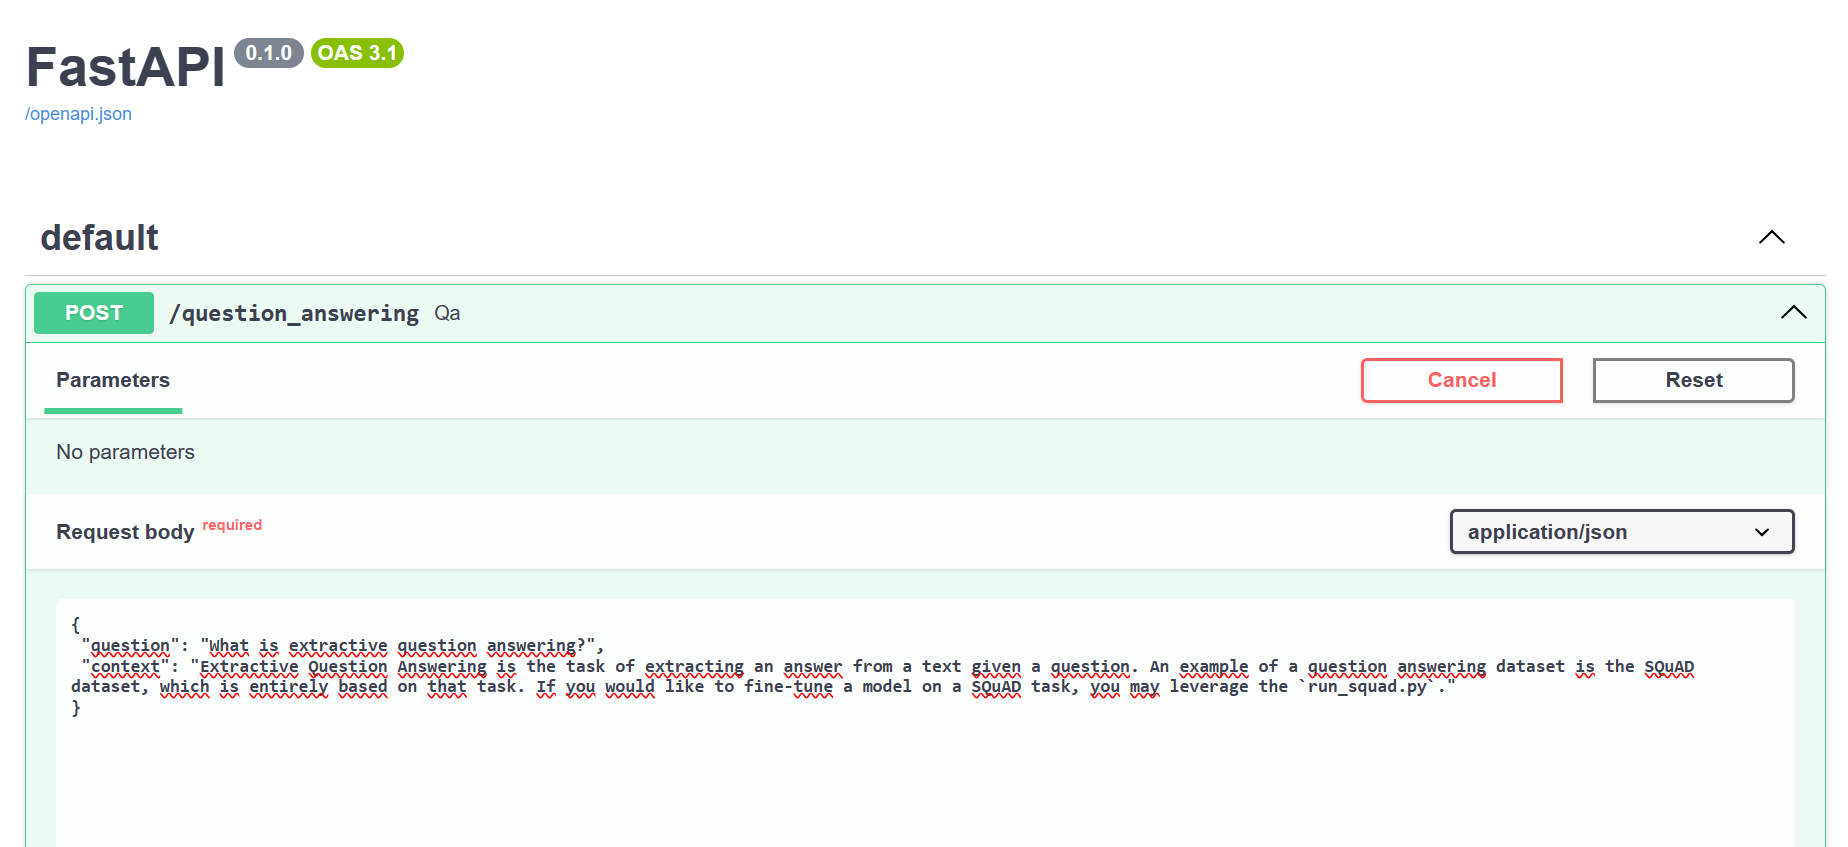 FastAPI 0.1.0 OAS 3.1
/openapi.json
default
POST /question_answering Qa
Parameters Cancel Reset
No parameters
Request body required application/json
{
"question": "What is extractive question answering?",
"context": "Extractive Question Answering is the task of extracting an answer from a text given a question. An example of a question answering dataset is the SQuAD
dataset, which is entirely based on that task. If you would like to fine-tune a model on a SQuAD task, you may leverage the `run_squad.py`."
}